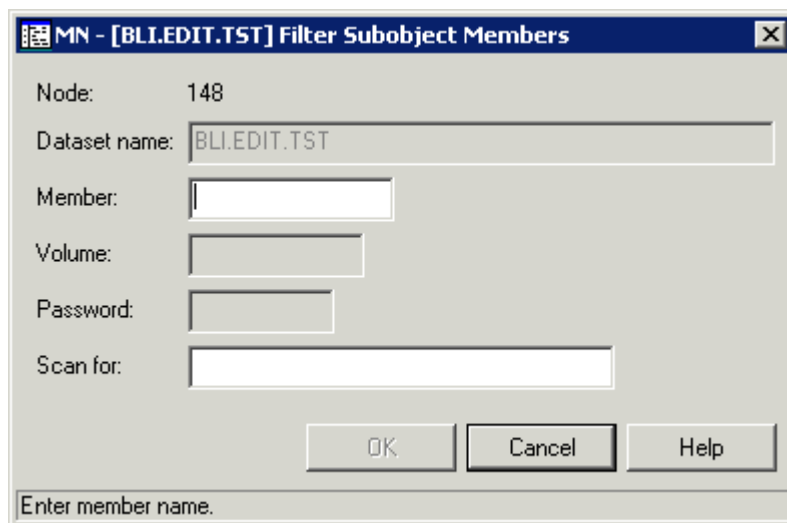 MN - [BLI.EDIT.TST] Filter Subobject Members
Node: 148
Dataset name: BLI.EDIT.TST
Member:
Volume:
Password:
Scan for:
OK Cancel Help
Enter member name.